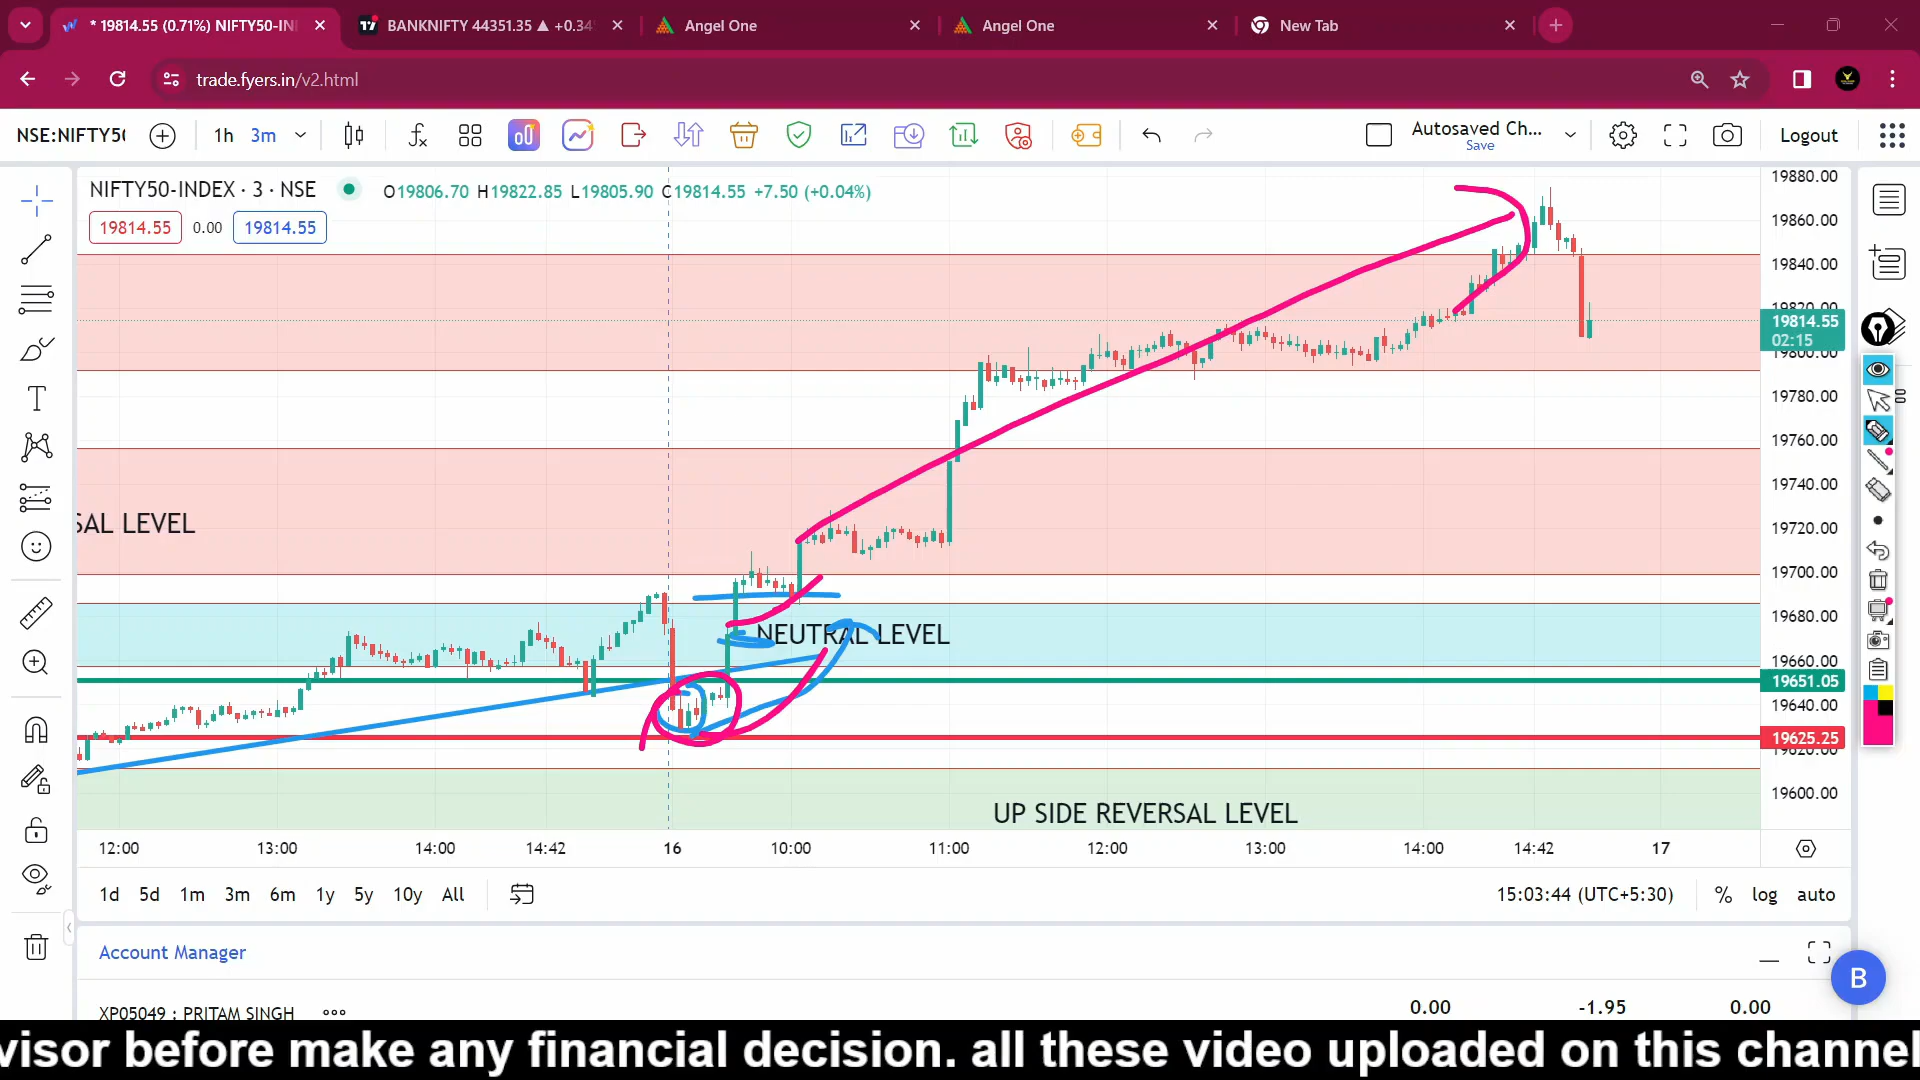 * 19814.55 (0.71%) NIFTY50-IN
BANKNIFTY 44351.35 ▲ +0.34
Angel One
Angel One
New Tab
trade.fyers.in/v2.html
NSE:NIFTY5
1h
3m
Autosaved Ch...
Save
Logout
NIFTY50-INDEX · 3 · NSE
O19806.70 H19822.85 L19805.90 C19814.55 +7.50 (+0.04%)
19814.55
0.00
19814.55
19880.00
19860.00
19840.00
19820.00
19814.55
02:15
19800.00
19780.00
19760.00
19740.00
19720.00
19700.00
19680.00
19660.00
19651.05
19640.00
19625.25
19620.00
19600.00
SAL LEVEL
NEUTRAL LEVEL
UP SIDE REVERSAL LEVEL
12:00
13:00
14:00
14:42
16
10:00
11:00
12:00
13:00
14:00
14:42
17
1d
5d
1m
3m
6m
1y
5y
10y
All
15:03:44 (UTC+5:30)
%
log
auto
Account Manager
B
XP05049 : PRITAM SINGH
0.00
-1.95
0.00
visor before make any financial decision. all these video uploaded on this channel